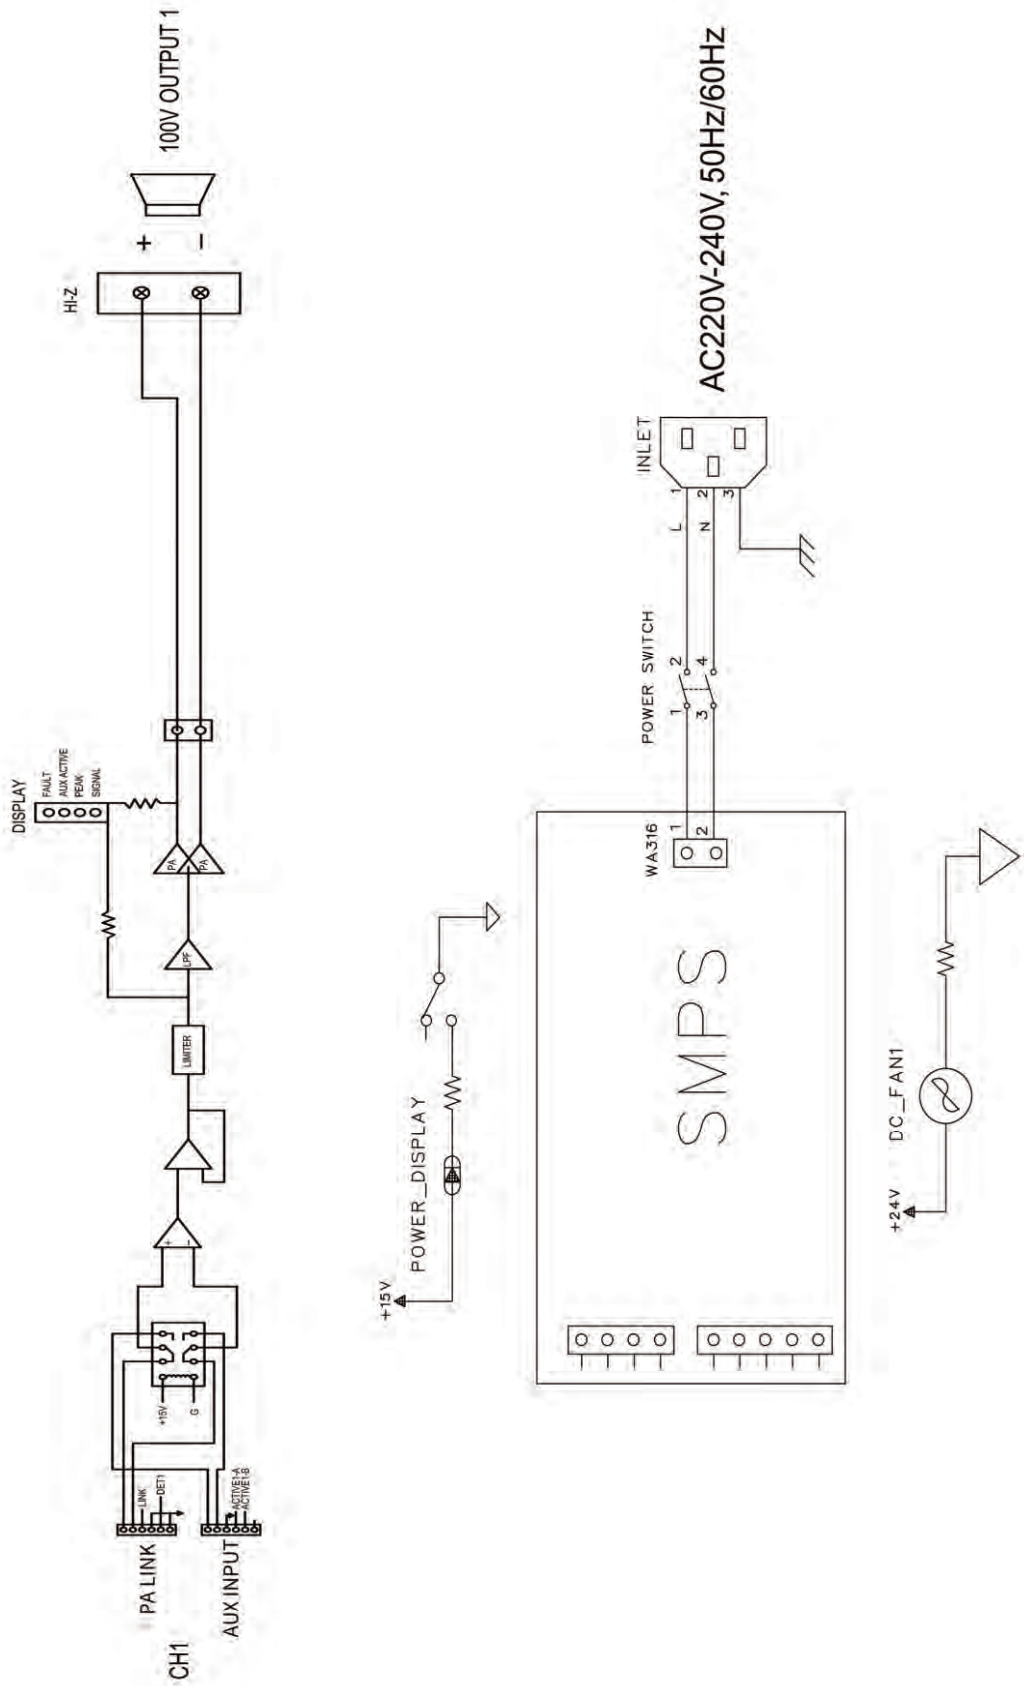 CH1
PA LINK
AUX INPUT
LINK
DET1
ACTIVE1-A
ACTIVE1-B
+15V
G
+
-
LIMITER
LPF
PA
PA
DISPLAY
FAULT
AUX ACTIVE
PEAK
SIGNAL
HI-Z
+
-
100V OUTPUT 1
+15V
POWER_DISPLAY
SMPS
WA316
1
2
POWER SWITCH
1
2
3
4
L
N
1
2
3
INLET
AC220V-240V, 50Hz/60Hz
+24V
DC_FAN1